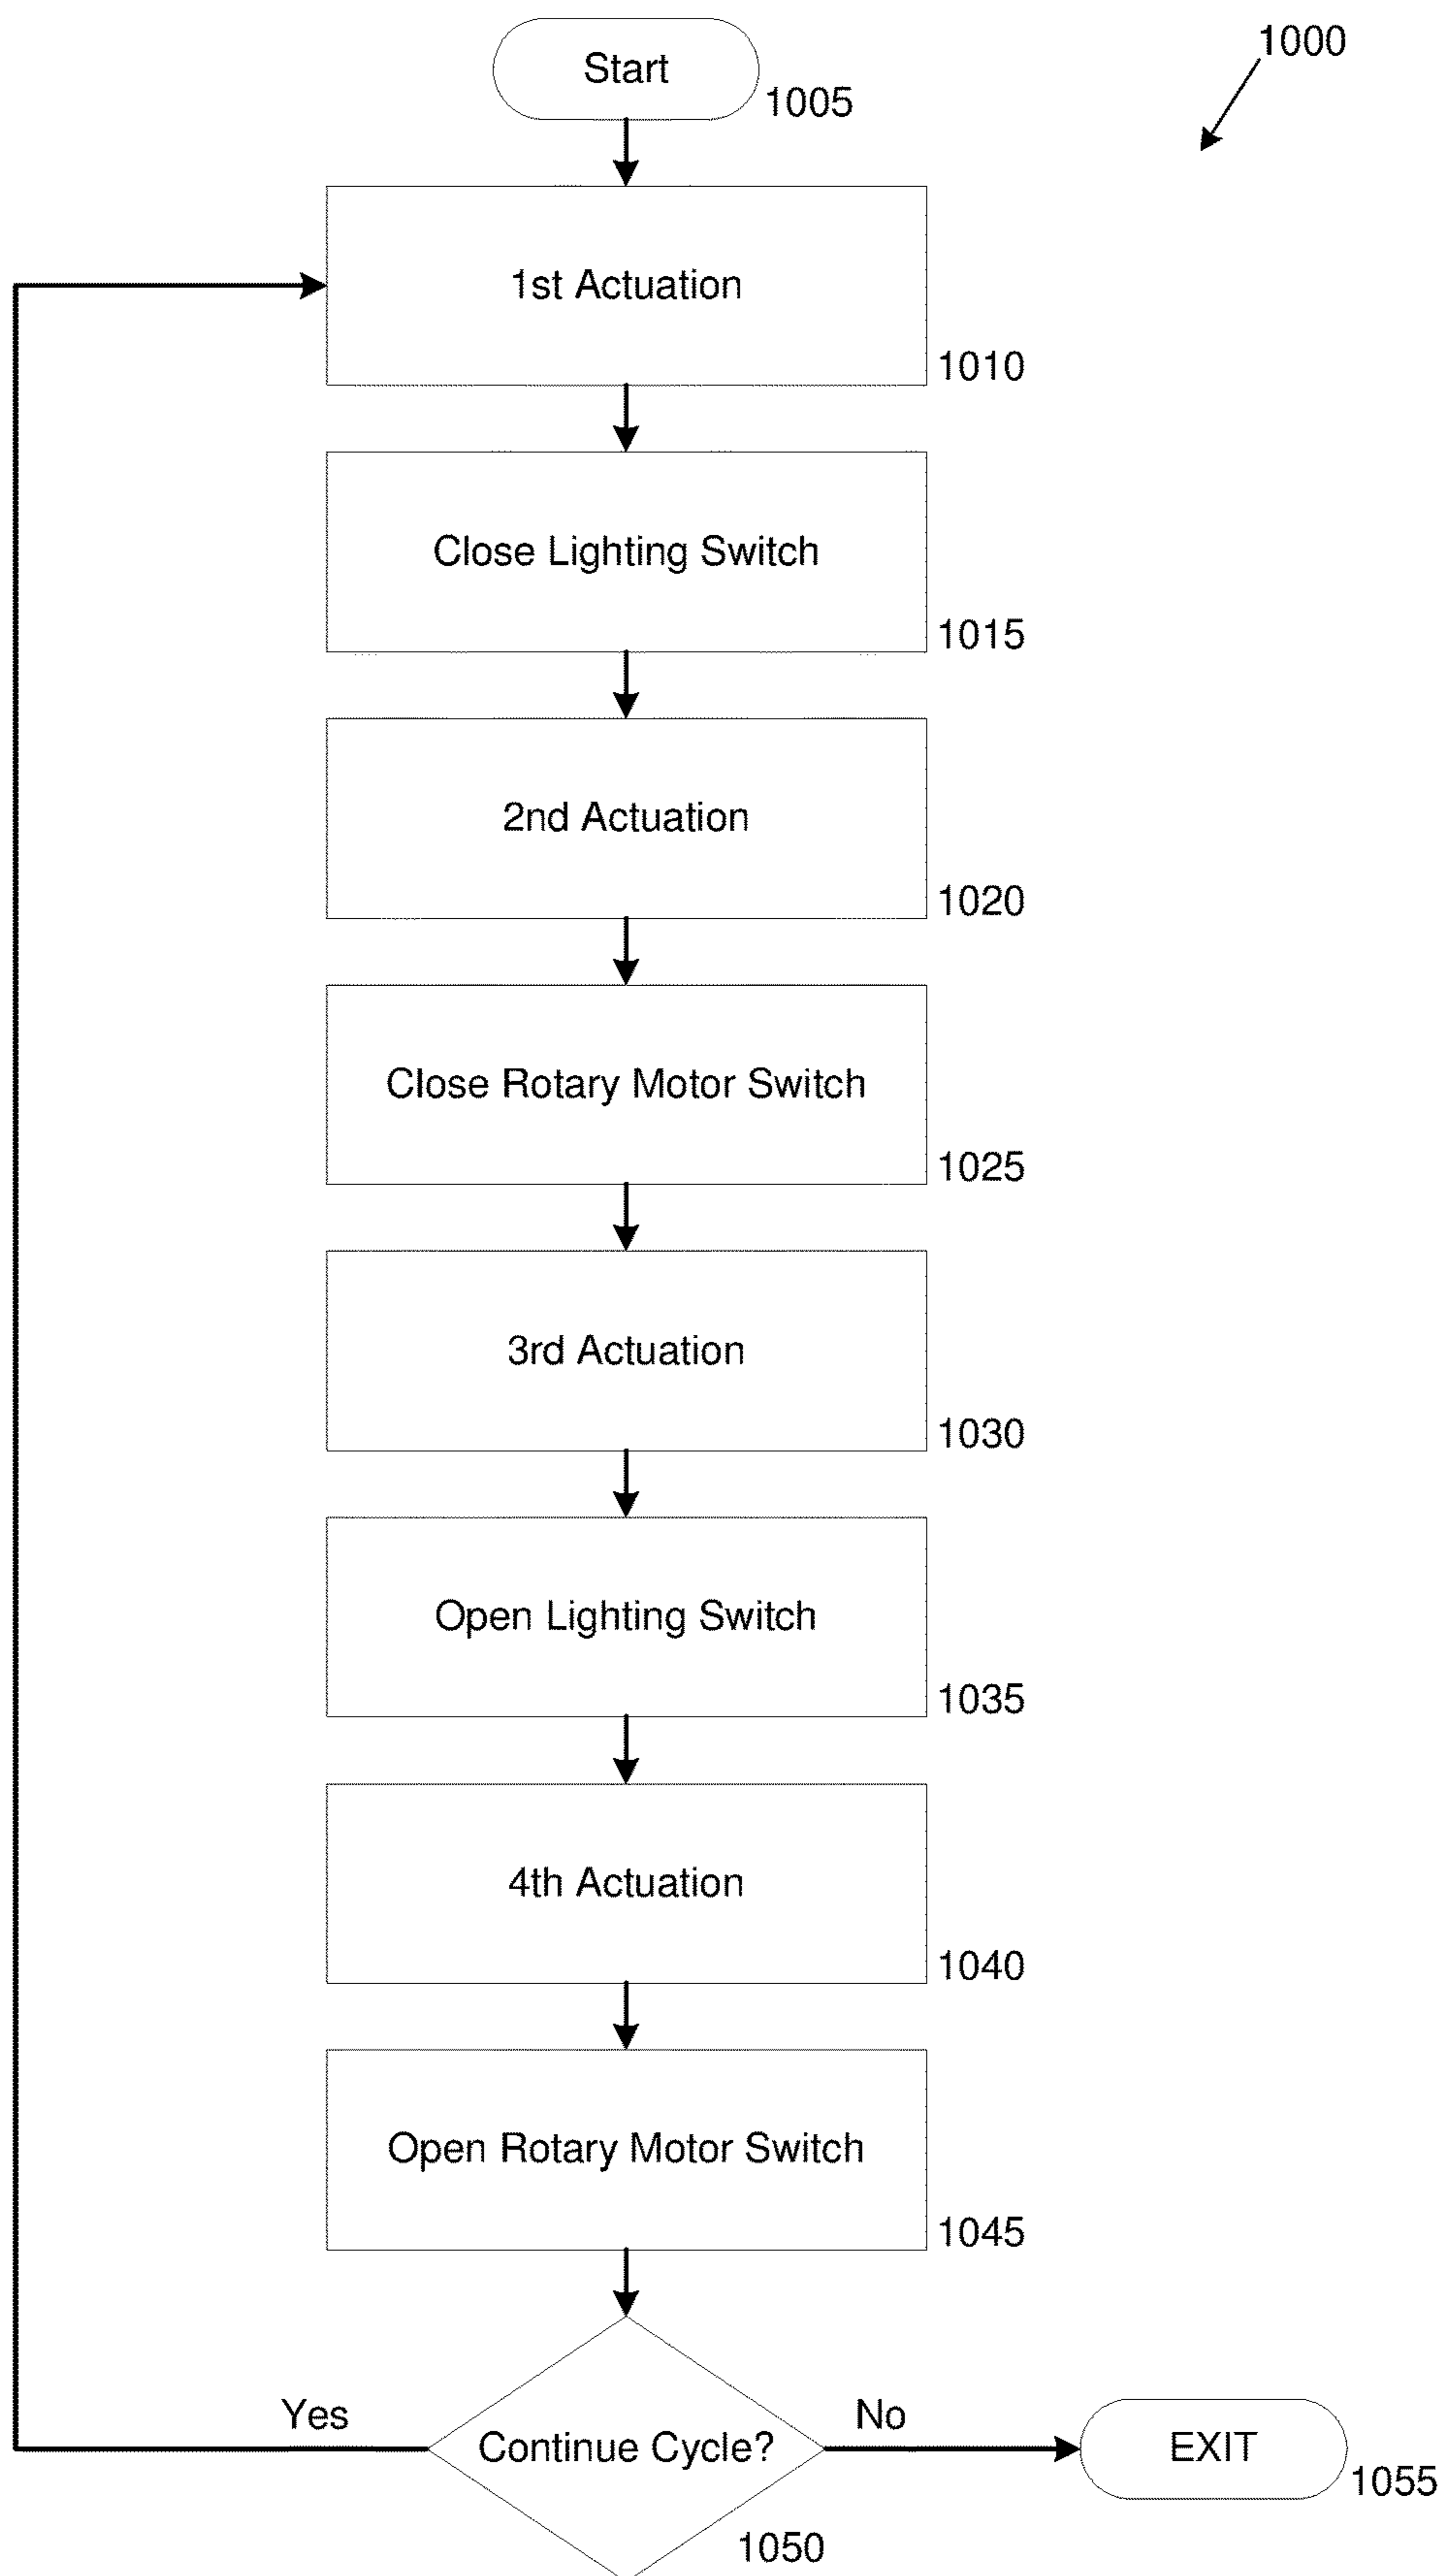 Start
1005
1000
1st Actuation
1010
Close Lighting Switch
1015
2nd Actuation
1020
Close Rotary Motor Switch
1025
3rd Actuation
1030
Open Lighting Switch
1035
4th Actuation
1040
Open Rotary Motor Switch
1045
Yes
Continue Cycle?
1050
No
EXIT
1055